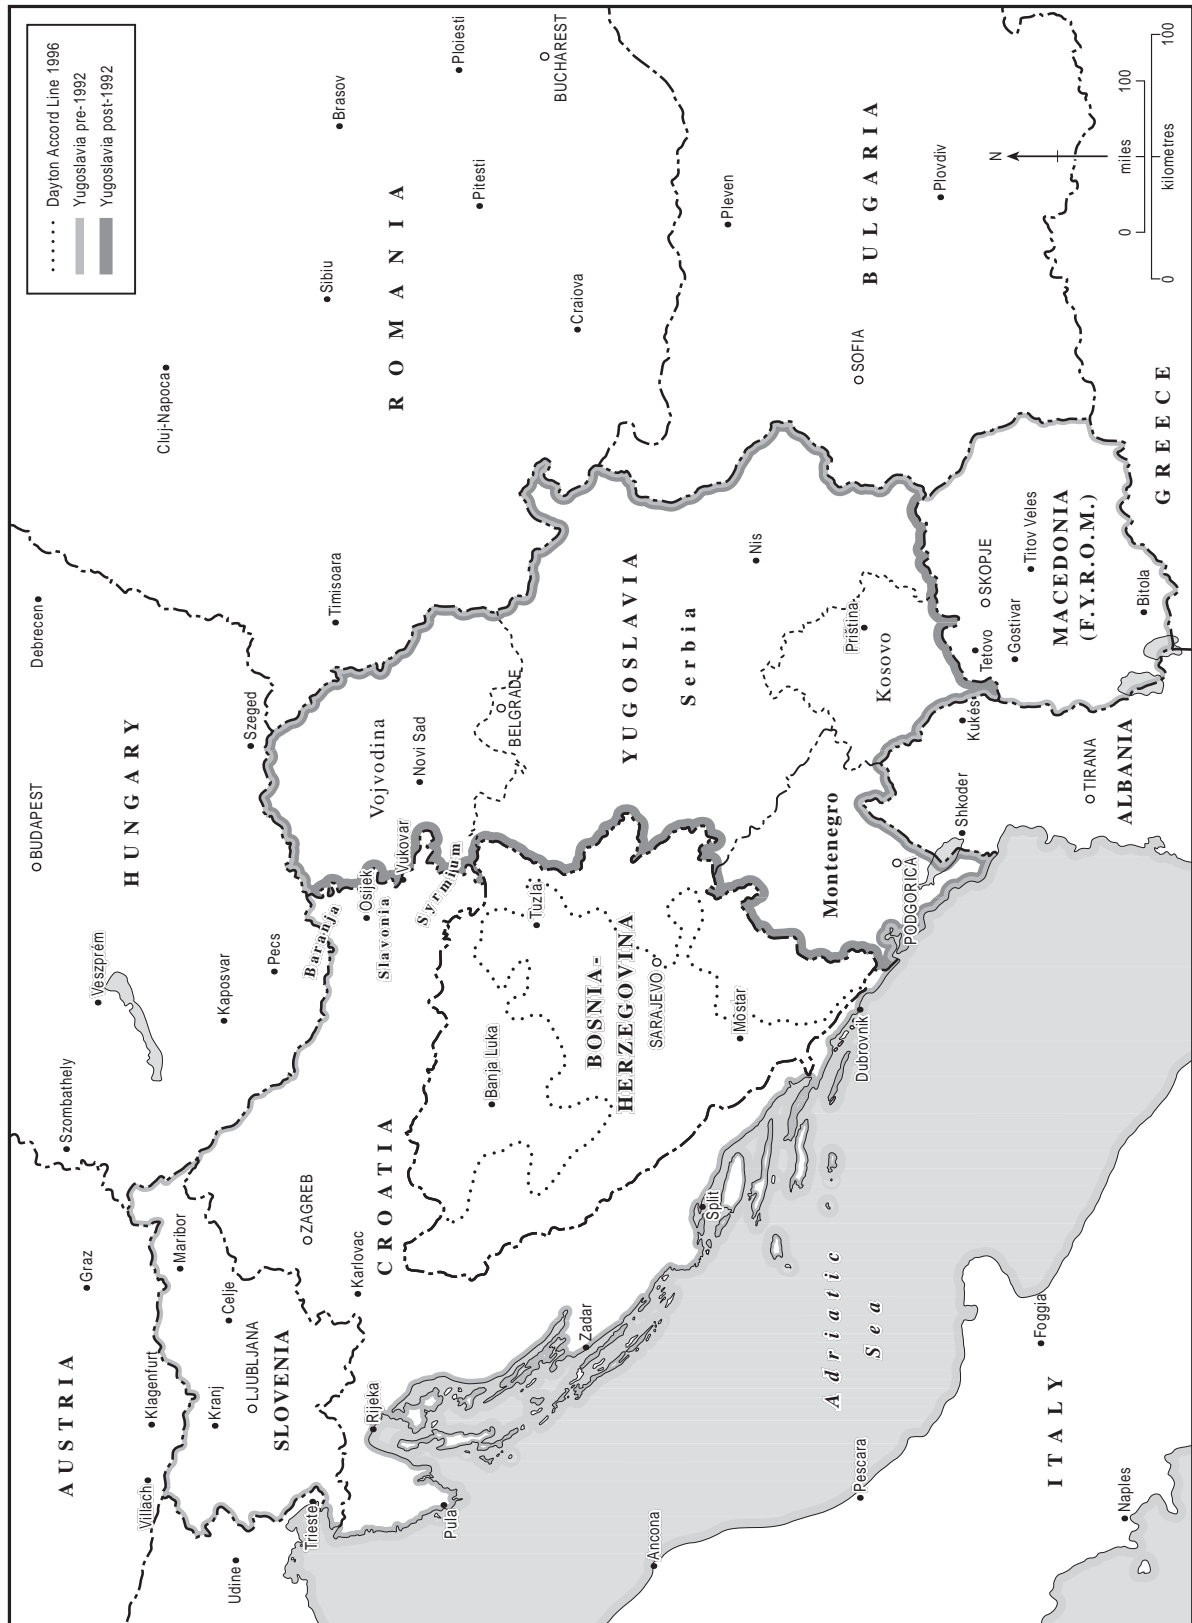 Dayton Accord Line 1996
Yugoslavia pre-1992
Yugoslavia post-1992
AUSTRIA
Graz
Klagenfurt
Villach
Udine
Trieste
Szombathely
Veszprém
BUDAPEST
Debrecen
HUNGARY
Kaposvar
Pecs
Szeged
Cluj-Napoca
ROMANIA
Timisoara
Sibiu
Brasov
Pitesti
Ploiesti
BUCHAREST
Craiova
Maribor
Celje
Kranj
LJUBLJANA
SLOVENIA
ZAGREB
Karlovac
CROATIA
Rijeka
Pula
Zadar
Split
Dubrovnik
Baranja
Osijek
Slavonia
Vukovar
Syrmium
Vojvodina
Novi Sad
BELGRADE
Banja Luka
Tuzla
BOSNIA-
HERZEGOVINA
SARAJEVO
Mostar
YUGOSLAVIA
Serbia
Nis
Montenegro
PODGORICA
Priština
Kosovo
BULGARIA
Pleven
SOFIA
Plovdiv
Shkoder
Kukés
TIRANA
ALBANIA
Tetovo
SKOPJE
Gostivar
Titov Veles
MACEDONIA
(F.Y.R.O.M.)
Bitola
GREECE
Adriatic
Sea
Ancona
Pescara
Foggia
ITALY
Naples
N
0 miles 100
0 kilometres 100